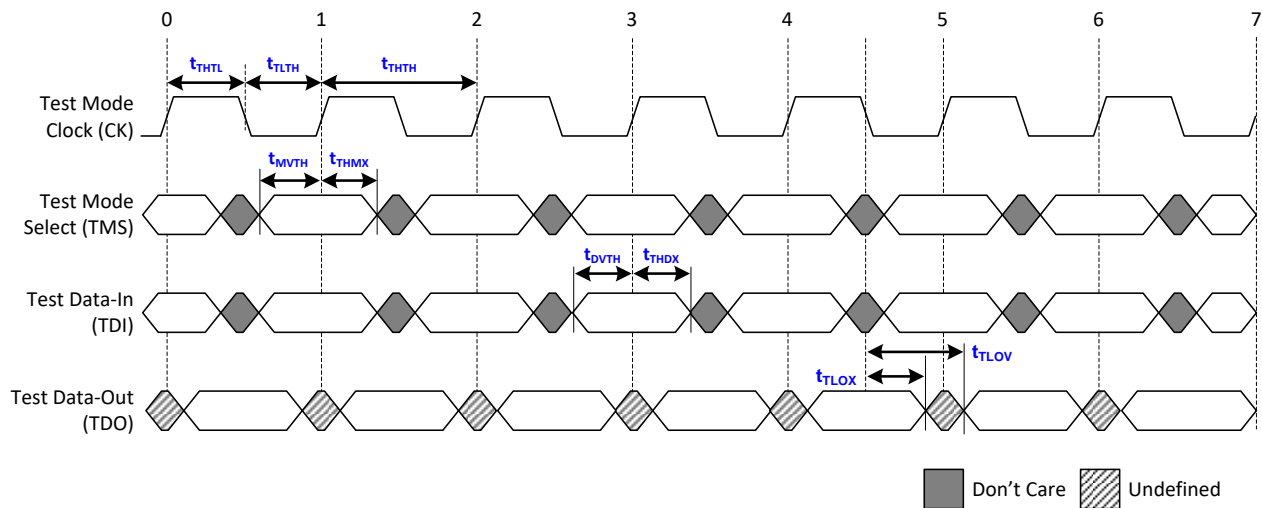 0 1 2 3 4 5 6 7
tTHTL tTLTH tTHTH
Test Mode
Clock (CK)
tMVTH tTHMX
Test Mode
Select (TMS)
tDVTH tTHDX
Test Data-In
(TDI)
tTLOV
tTLOX
Test Data-Out
(TDO)
Don't Care Undefined